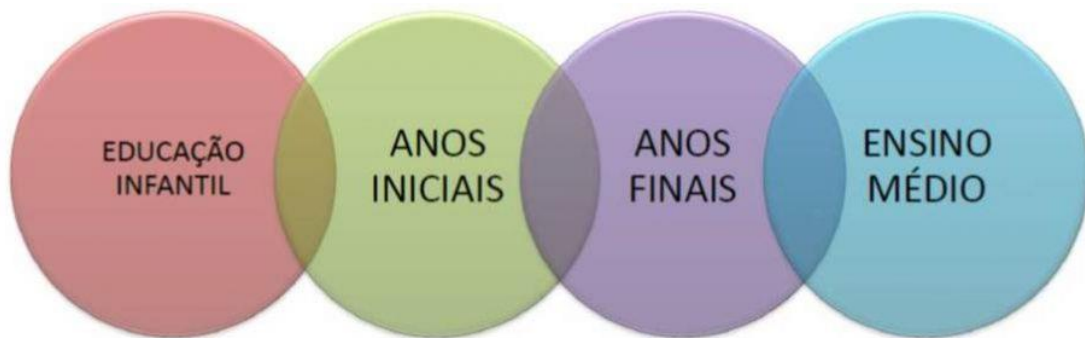 EDUCAÇÃO
INFANTIL
ANOS
INICIAIS
ANOS
FINAIS
ENSINO
MÉDIO